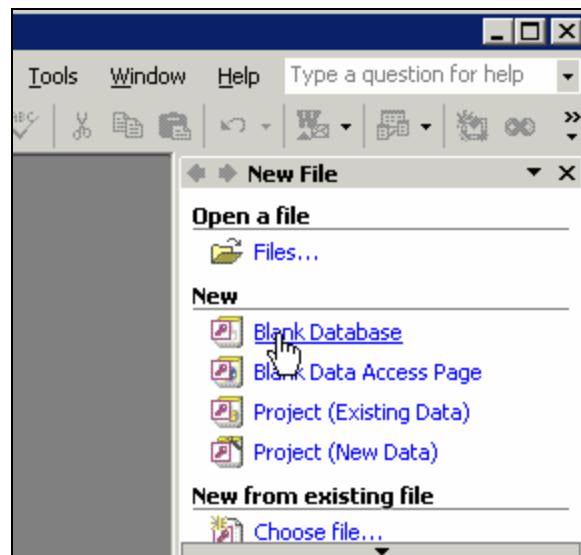 Tools Window Help Type a question for help
ABC
New File
Open a file
Files...
New
Blank Database
Blank Data Access Page
Project (Existing Data)
Project (New Data)
New from existing file
Choose file...